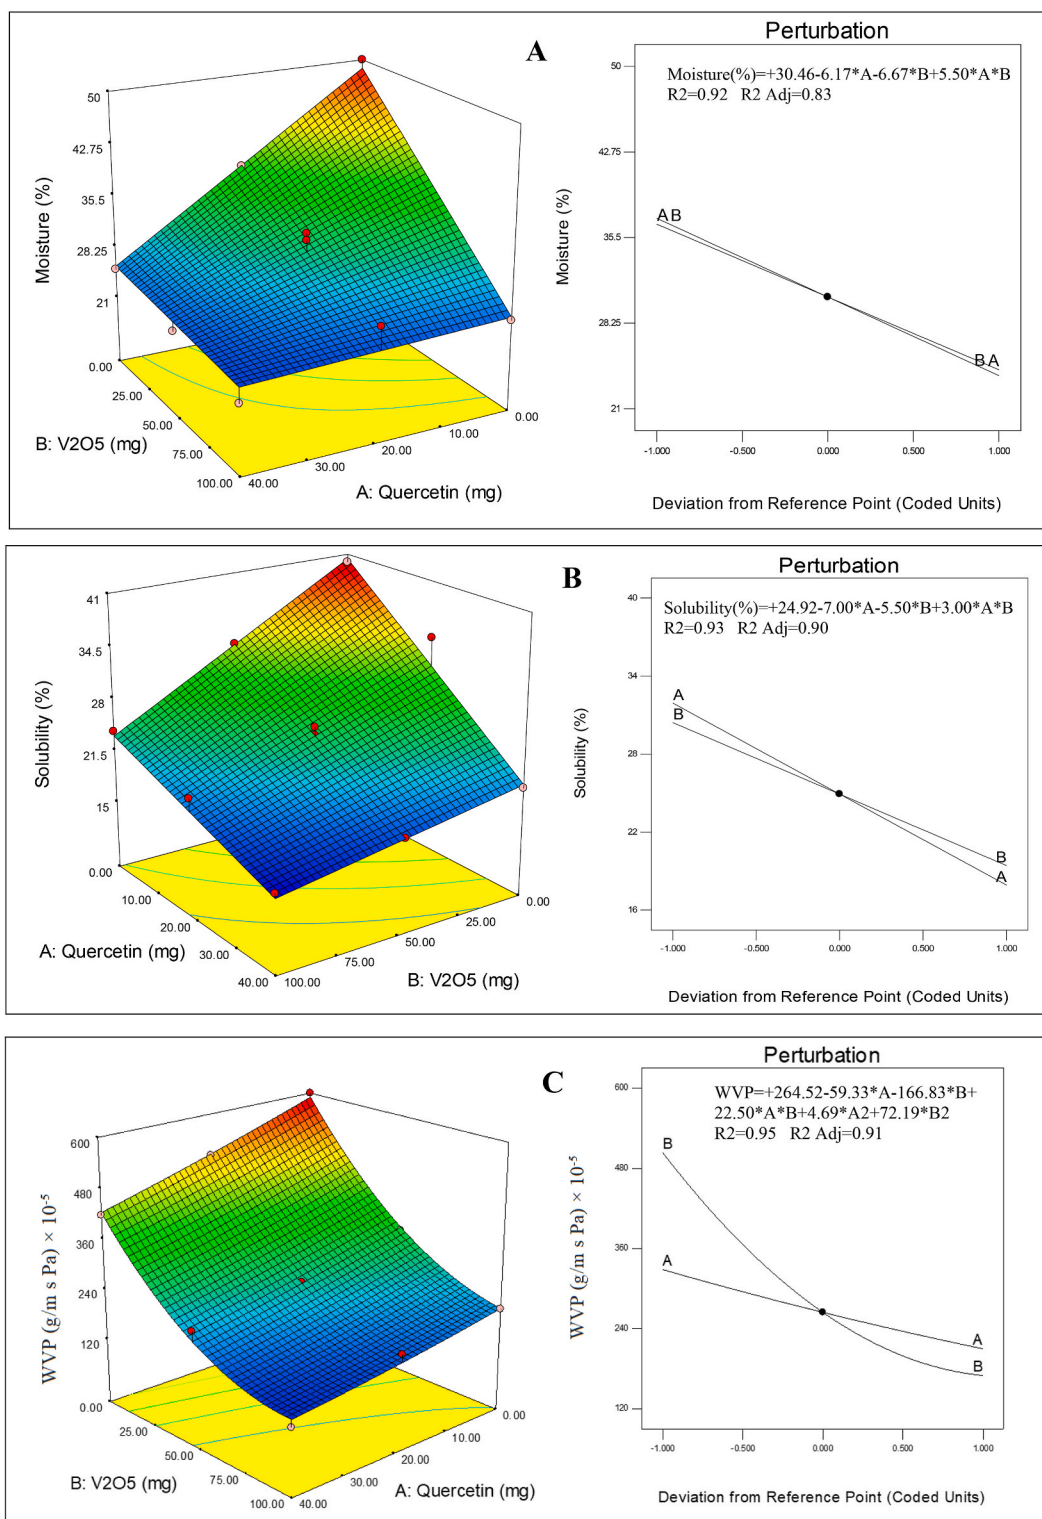 A
50
42.75
35.5
28.25
21
Moisture (%)
0.00
25.00
50.00
75.00
100.00
B: V2O5 (mg)
40.00
30.00
20.00
10.00
0.00
A: Quercetin (mg)
Perturbation
Moisture(%)=+30.46-6.17*A-6.67*B+5.50*A*B
R2=0.92 R2 Adj=0.83
50
42.75
35.5
28.25
21
Moisture (%)
A B
B A
-1.000
-0.500
0.000
0.500
1.000
Deviation from Reference Point (Coded Units)
B
41
34.5
28
21.5
15
Solubility (%)
0.00
10.00
20.00
30.00
40.00
A: Quercetin (mg)
100.00
75.00
50.00
25.00
0.00
B: V2O5 (mg)
Perturbation
Solubility(%)=+24.92-7.00*A-5.50*B+3.00*A*B
R2=0.93 R2 Adj=0.90
40
34
28
22
16
Solubility (%)
A
B
B
A
-1.000
-0.500
0.000
0.500
1.000
Deviation from Reference Point (Coded Units)
C
600
480
360
240
120
0.00
WVP (g/m s Pa) × 10⁻⁵
25.00
50.00
75.00
100.00
B: V2O5 (mg)
40.00
30.00
20.00
10.00
0.00
A: Quercetin (mg)
Perturbation
WVP=+264.52-59.33*A-166.83*B+
22.50*A*B+4.69*A2+72.19*B2
R2=0.95 R2 Adj=0.91
600
480
360
240
120
WVP (g/m s Pa) × 10⁻⁵
B
A
A
B
-1.000
-0.500
0.000
0.500
1.000
Deviation from Reference Point (Coded Units)